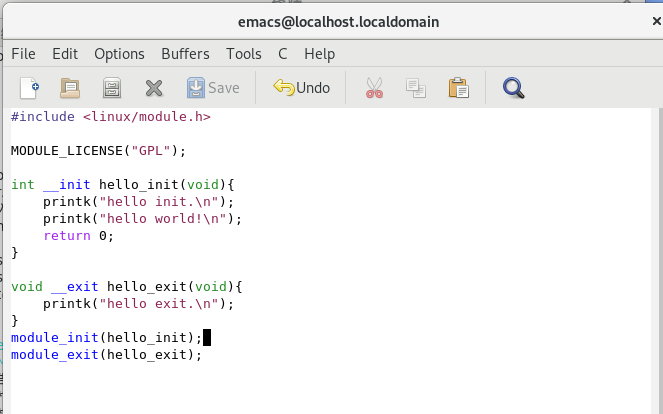 emacs@localhost.localdomain
File Edit Options Buffers Tools C Help
Save Undo
#include <linux/module.h>
MODULE_LICENSE("GPL");
int __init hello_init(void){
    printk("hello init.\n");
    printk("hello world!\n");
    return 0;
}
void __exit hello_exit(void){
    printk("hello exit.\n");
}
module_init(hello_init);
module_exit(hello_exit);